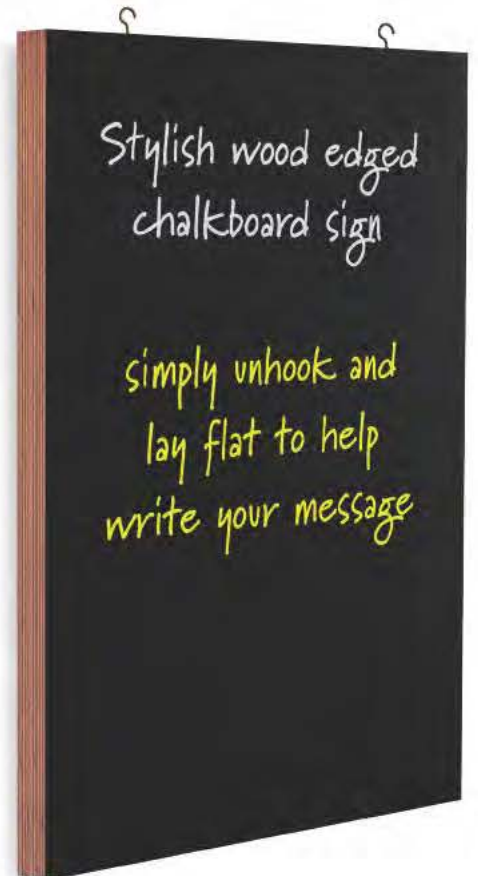 Stylish wood edged
chalkboard sign
simply unhook and
lay flat to help
write your message